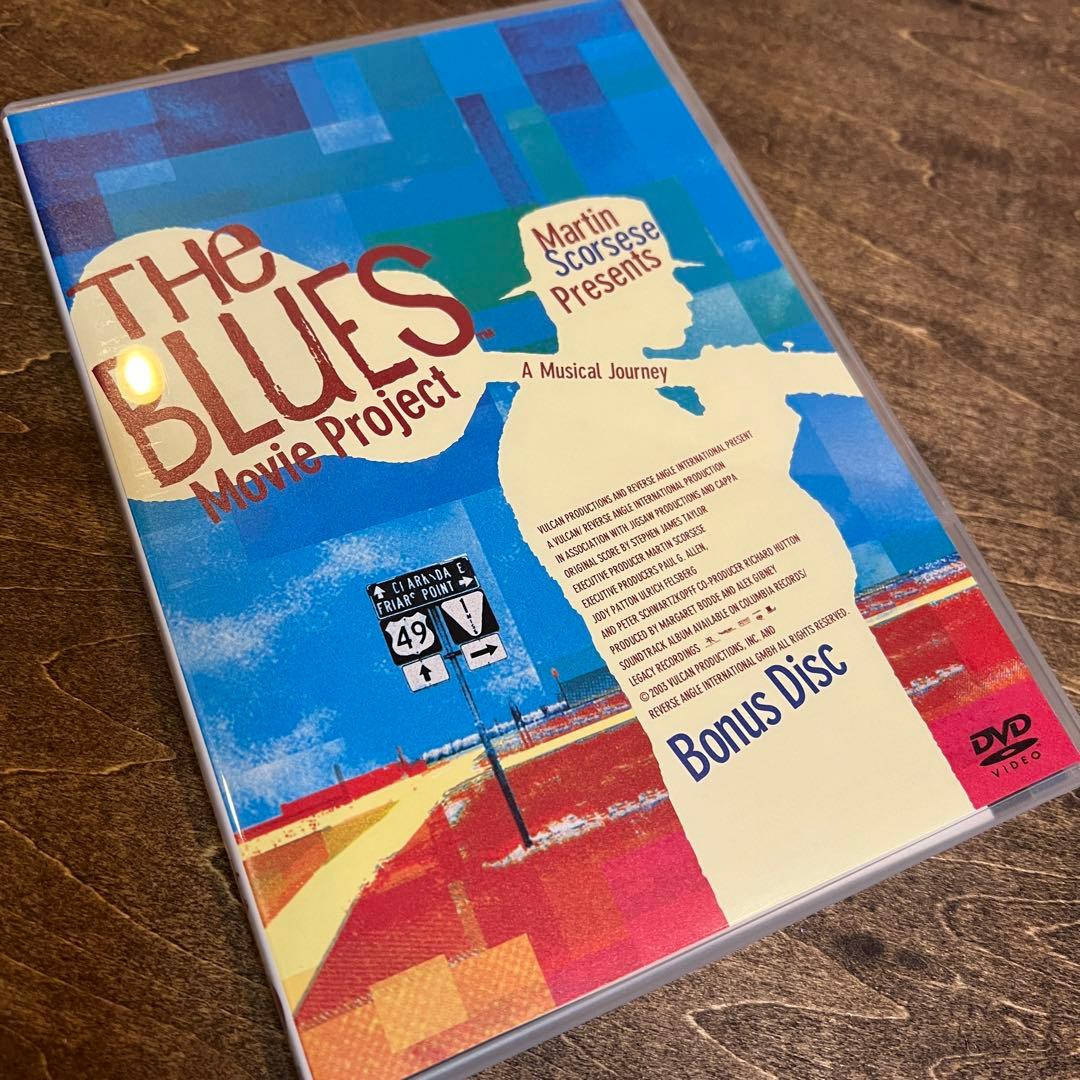 THe
BLUES™
Movie Project
Martin
Scorsese
Presents
A Musical Journey
VULCAN PRODUCTIONS AND REVERSE ANGLE INTERNATIONAL PRESENT
A VULCAN/ REVERSE ANGLE INTERNATIONAL PRODUCTION
IN ASSOCIATION WITH JIGSAW PRODUCTIONS AND CAPPA
ORIGINAL SCORE BY STEPHEN JAMES TAYLOR
EXECUTIVE PRODUCER MARTIN SCORSESE
EXECUTIVE PRODUCERS PAUL G. ALLEN,
JODY PATTON ULRICH FELSBERG
AND PETER SCHWARTZKOPFF CO-PRODUCER RICHARD HUTTON
PRODUCED BY MARGARET BODDE AND ALEX GIBNEY
SOUNDTRACK ALBUM AVAILABLE ON COLUMBIA RECORDS/
LEGACY RECORDINGS
© 2003 VULCAN PRODUCTIONS, INC. AND
REVERSE ANGLE INTERNATIONAL GMBH ALL RIGHTS RESERVED.
Bonus Disc
FRIARS POINT
49
DVD
VIDEO